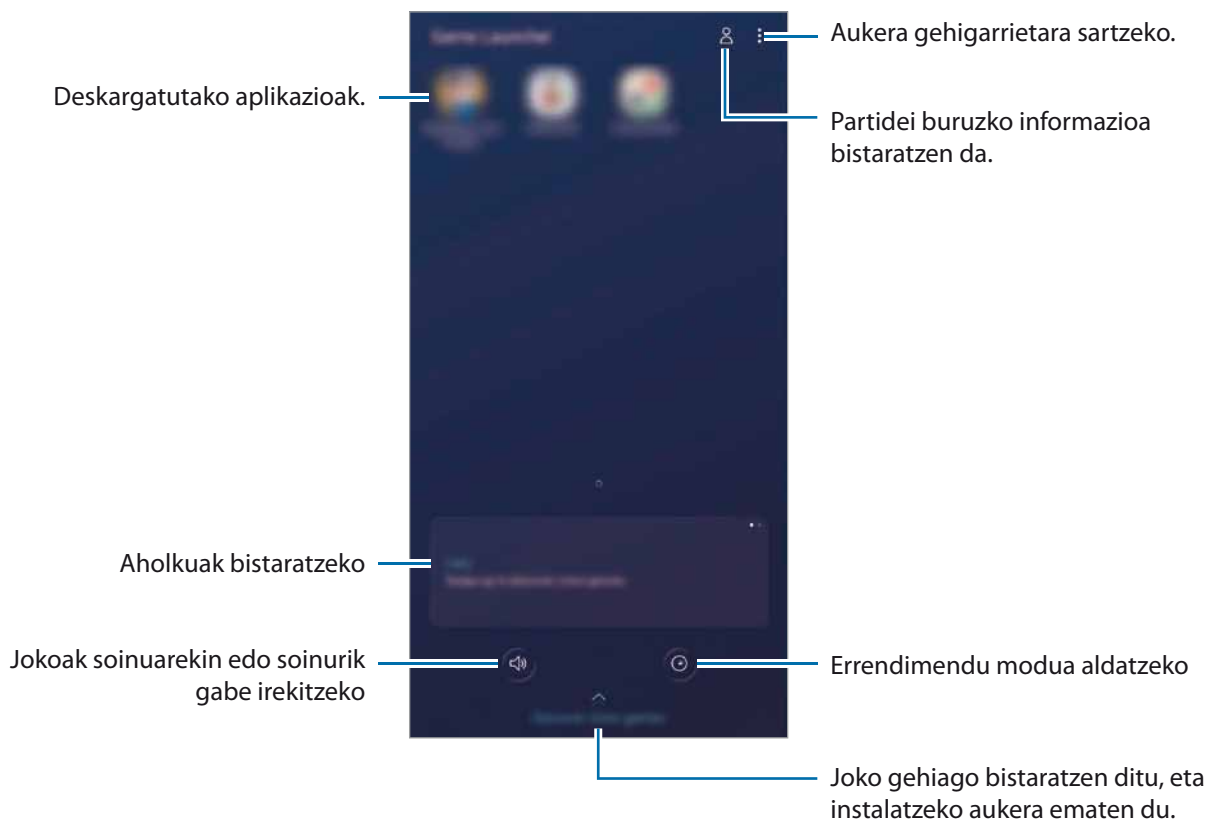 Game Launcher
Aukera gehigarrietara sartzeko.
Deskargatutako aplikazioak.
Partidei buruzko informazioa
bistaratzen da.
Aholkuak bistaratzeko
Jokoak soinuarekin edo soinurik
gabe irekitzeko
Errendimendu modua aldatzeko
Joko gehiago bistaratzen ditu, eta
instalatzeko aukera ematen du.